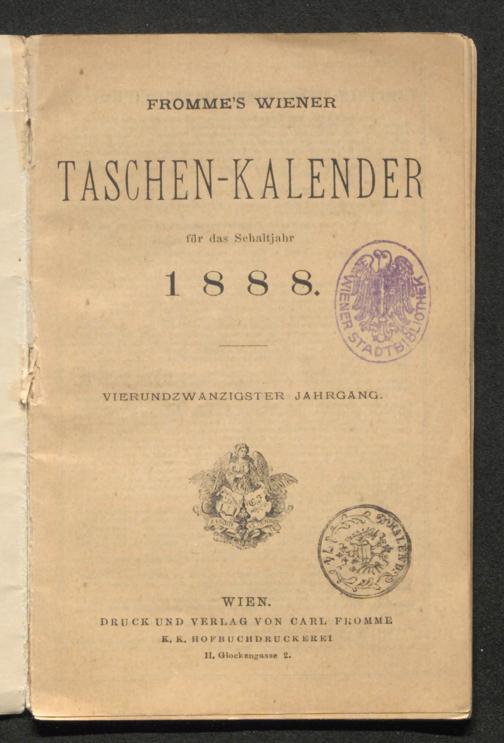 FROMME'S WIENER
TASCHEN-KALENDER
für das Schaltjahr
1888.
WIENER STADTBIBLIOTHEK
VIERUNDZWANZIGSTER JAHRGANG.
WIEN.
DRUCK UND VERLAG VON CARL FROMME
K. K. HOFBUCHDRUCKEREI
II. Glockengasse 2.